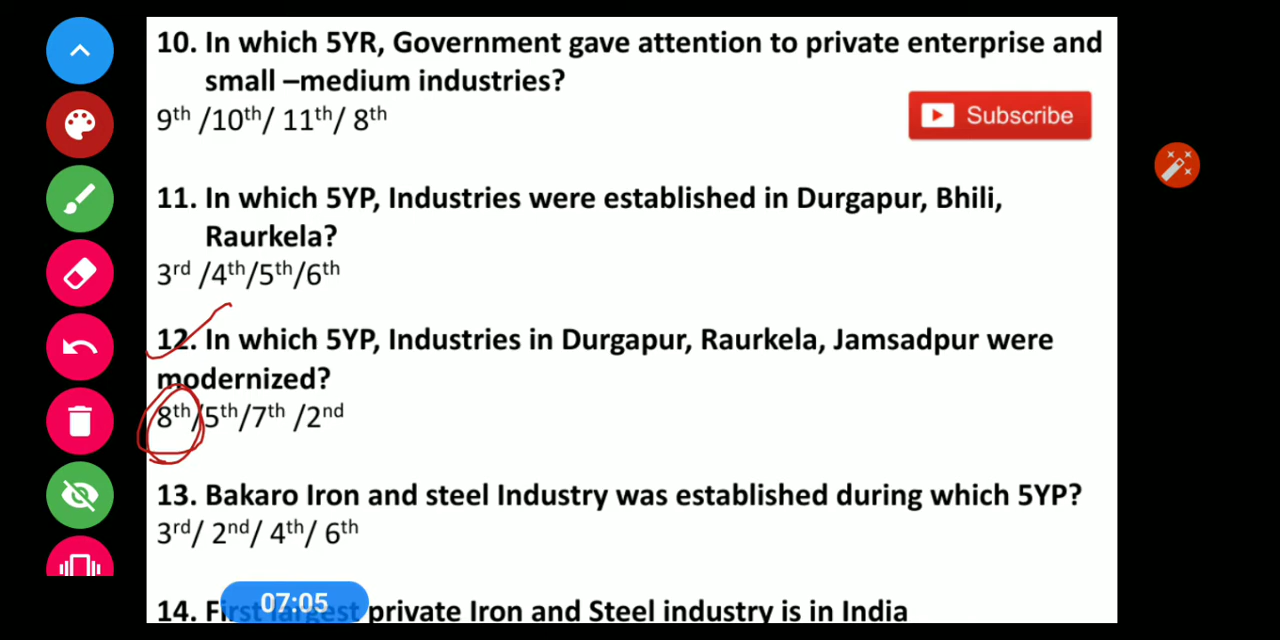 10. In which 5YR, Government gave attention to private enterprise and
small –medium industries?
9th /10th/ 11th/ 8th
Subscribe
11. In which 5YP, Industries were established in Durgapur, Bhili,
Raurkela?
3rd /4th/5th/6th
12. In which 5YP, Industries in Durgapur, Raurkela, Jamsadpur were
modernized?
8th/5th/7th /2nd
13. Bakaro Iron and steel Industry was established during which 5YP?
3rd/ 2nd/ 4th/ 6th
14. First largest private Iron and Steel industry is in India
07:05